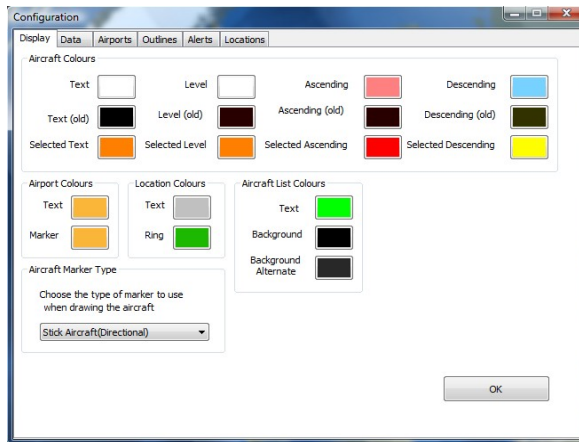 Configuration
Display Data Airports Outlines Alerts Locations
Aircraft Colours
Text Level Ascending Descending
Text (old) Level (old) Ascending (old) Descending (old)
Selected Text Selected Level Selected Ascending Selected Descending
Airport Colours
Text
Marker
Location Colours
Text
Ring
Aircraft List Colours
Text
Background
Background
Alternate
Aircraft Marker Type
Choose the type of marker to use
when drawing the aircraft
Stick Aircraft(Directional)
OK